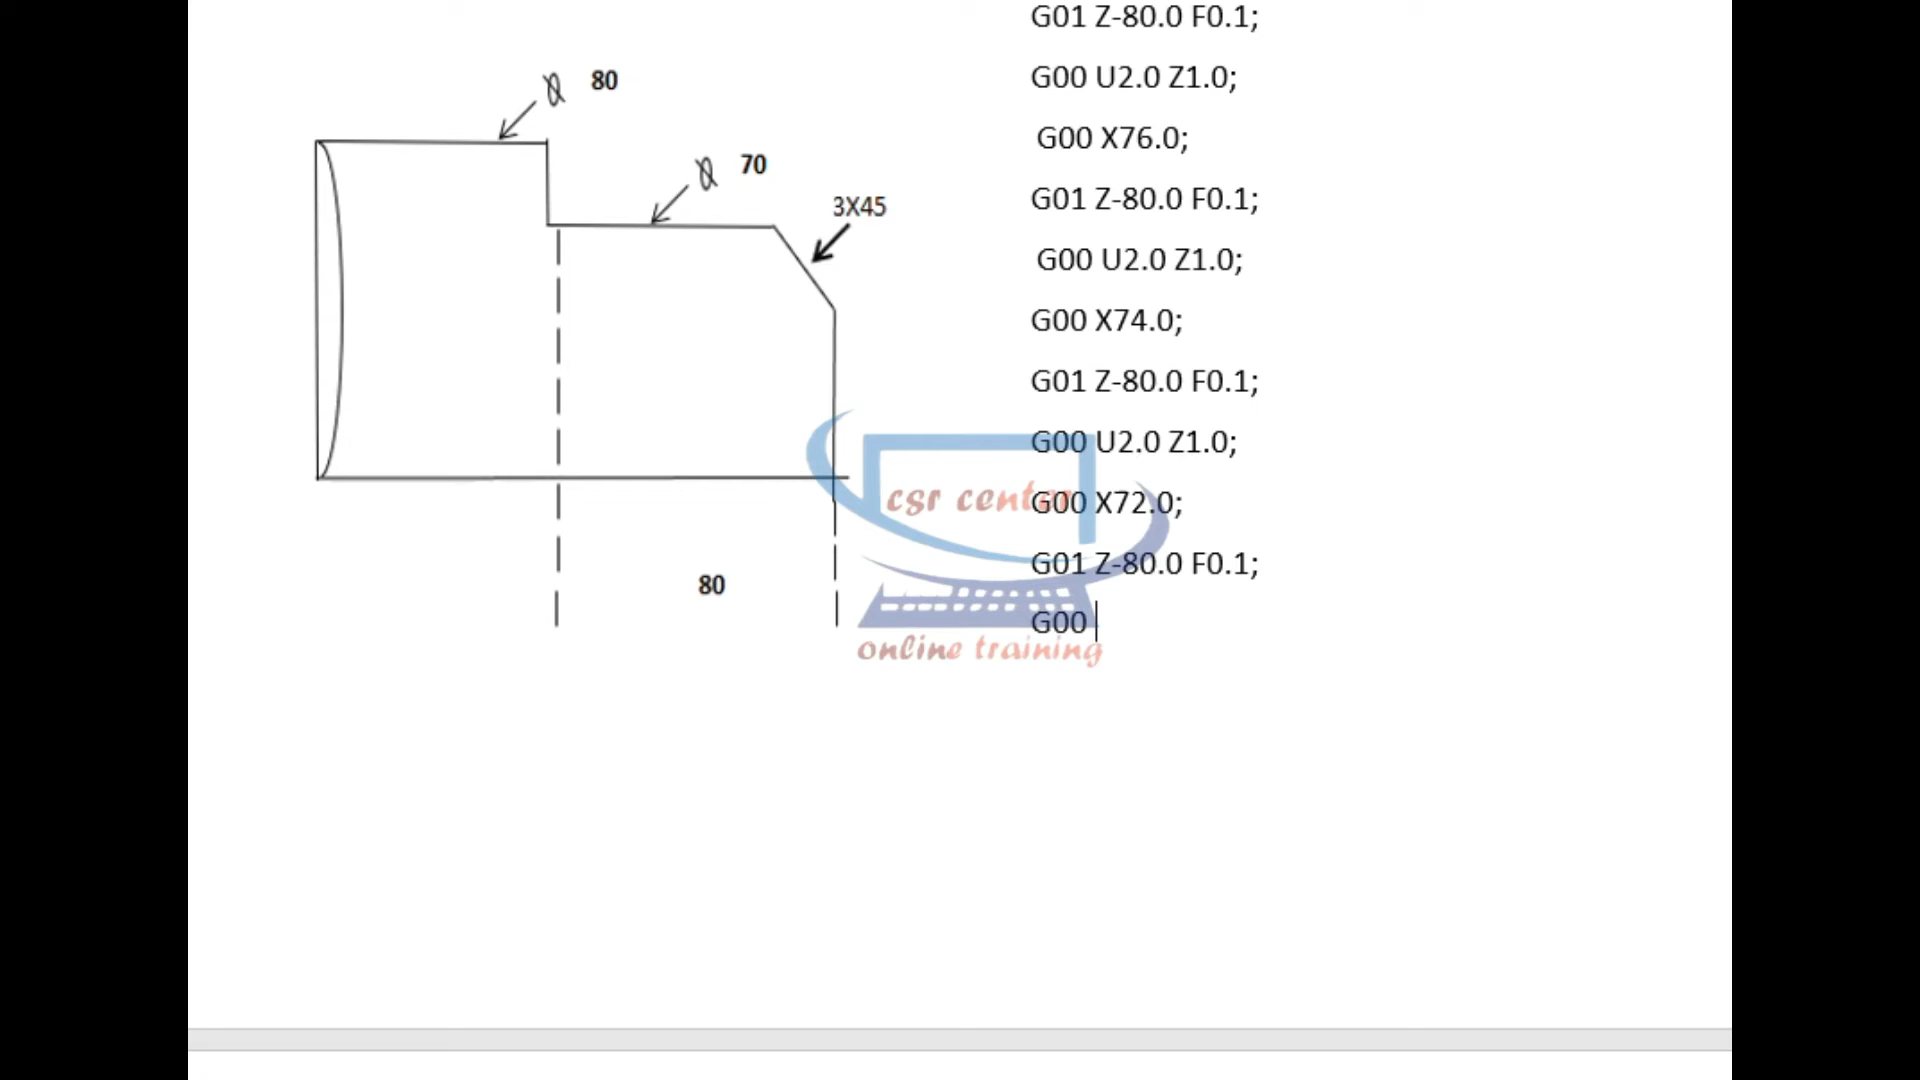 G01 Z-80.0 F0.1;
80
G00 U2.0 Z1.0;
G00 X76.0;
70
3X45
G01 Z-80.0 F0.1;
G00 U2.0 Z1.0;
G00 X74.0;
G01 Z-80.0 F0.1;
G00 U2.0 Z1.0;
csr center
G00 X72.0;
G01 Z-80.0 F0.1;
80
G00
online training